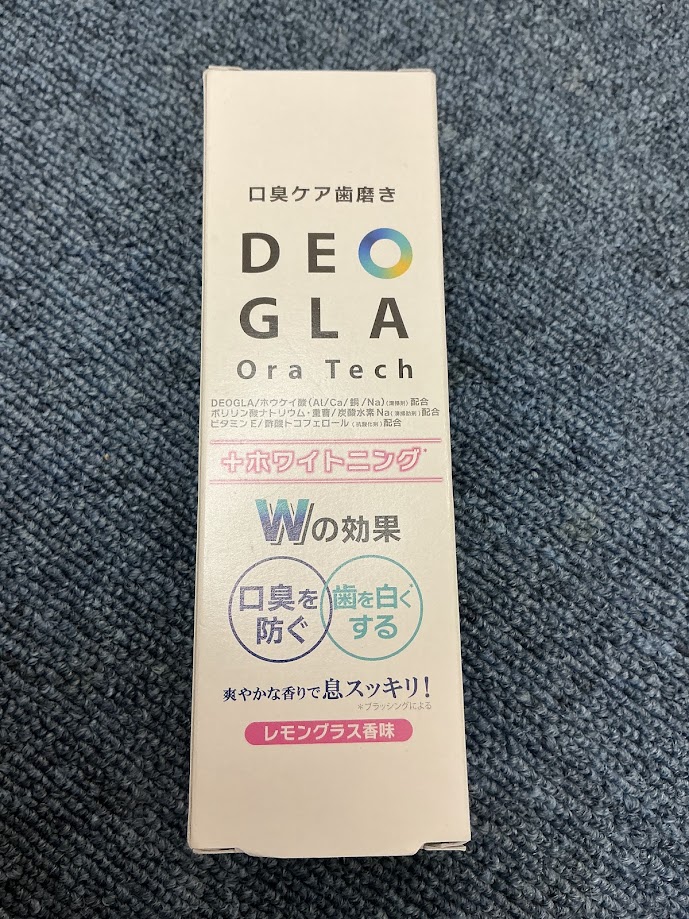 口臭ケア歯磨き
DEO
GLA
Ora Tech
DEOGLA/ホウケイ酸(Al/Ca/銅/Na)(清掃剤)配合
ポリリン酸ナトリウム・重曹/炭酸水素Na(清掃助剤)配合
ビタミンE/酢酸トコフェロール(抗酸化剤)配合
+ホワイトニング*
Wの効果
口臭を
防ぐ
歯を白く*
する
爽やかな香りで息スッキリ!
*ブラッシングによる
レモングラス香味